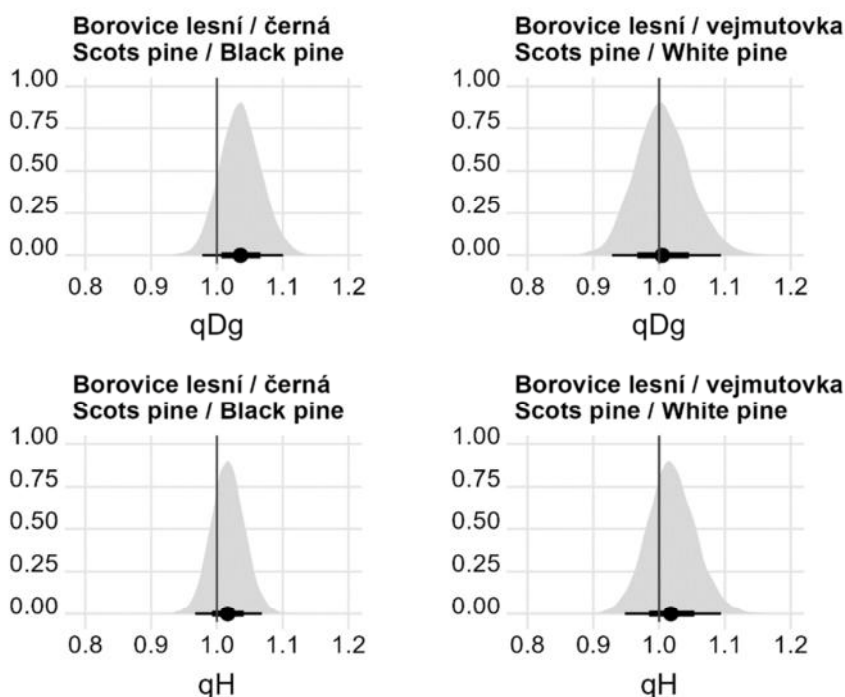 Borovice lesní / černá
Scots pine / Black pine
1.00
0.75
0.50
0.25
0.00
0.8 0.9 1.0 1.1 1.2
qDg
Borovice lesní / vejmutovka
Scots pine / White pine
1.00
0.75
0.50
0.25
0.00
0.8 0.9 1.0 1.1 1.2
qDg
Borovice lesní / černá
Scots pine / Black pine
1.00
0.75
0.50
0.25
0.00
0.8 0.9 1.0 1.1 1.2
qH
Borovice lesní / vejmutovka
Scots pine / White pine
1.00
0.75
0.50
0.25
0.00
0.8 0.9 1.0 1.1 1.2
qH